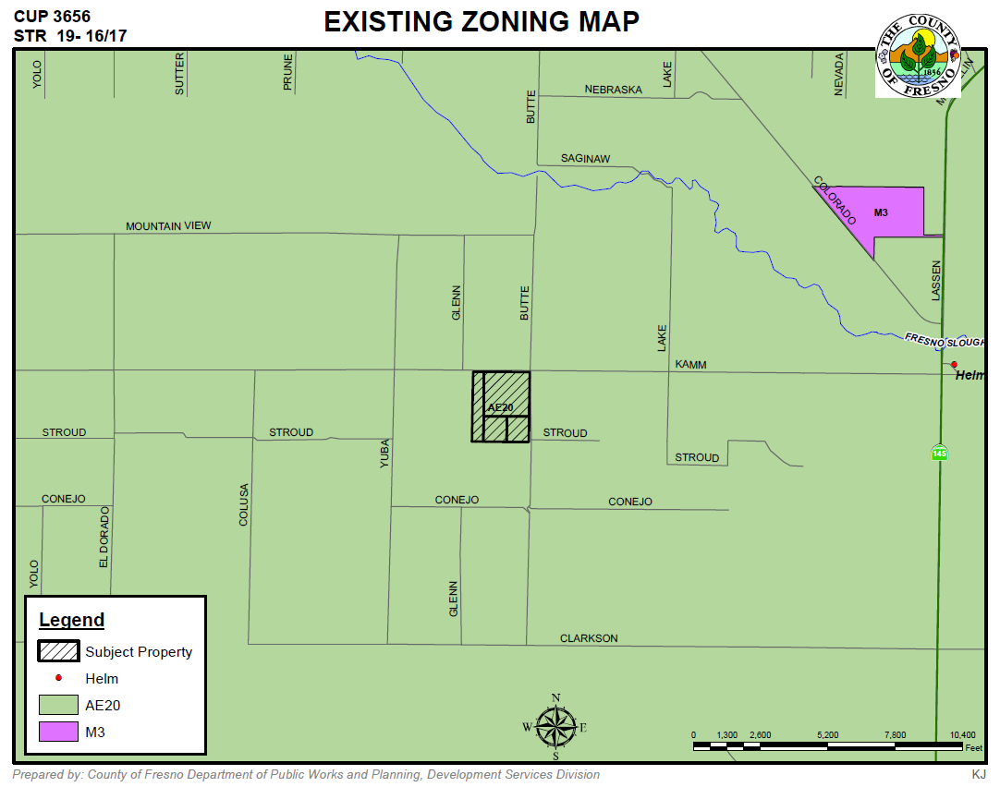 CUP 3656
STR 19- 16/17
EXISTING ZONING MAP
THE COUNTY
OF FRESNO
1856
YOLO
SUTTER
PRUNE
BUTTE
LAKE
NEVADA
NEBRASKA
SAGINAW
COLORADO
M3
MOUNTAIN VIEW
GLENN
BUTTE
LAKE
LASSEN
FRESNO SLOUGH
KAMM
Helm
AE20
STROUD
STROUD
STROUD
STROUD
YUBA
145
COLUSA
CONEJO
CONEJO
CONEJO
EL DORADO
YOLO
GLENN
CLARKSON
Legend
Subject Property
Helm
AE20
M3
N
W E
S
0 1,300 2,600 5,200 7,800 10,400
Feet
Prepared by: County of Fresno Department of Public Works and Planning, Development Services Division
KJ